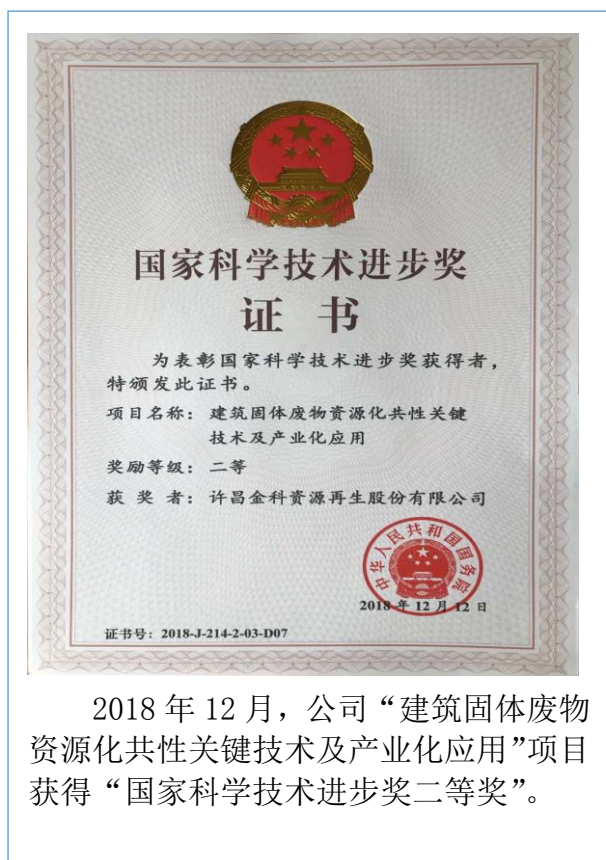 国家科学技术进步奖
证书
为表彰国家科学技术进步奖获得者，
特颁发此证书。
项目名称：建筑固体废物资源化共性关键
技术及产业化应用
奖励等级：二等
获奖者：许昌金科资源再生股份有限公司
中华人民共和国国务院
2018年12月12日
证书号：2018-J-214-2-03-D07
2018年12月，公司“建筑固体废物
资源化共性关键技术及产业化应用”项目
获得“国家科学技术进步奖二等奖”。